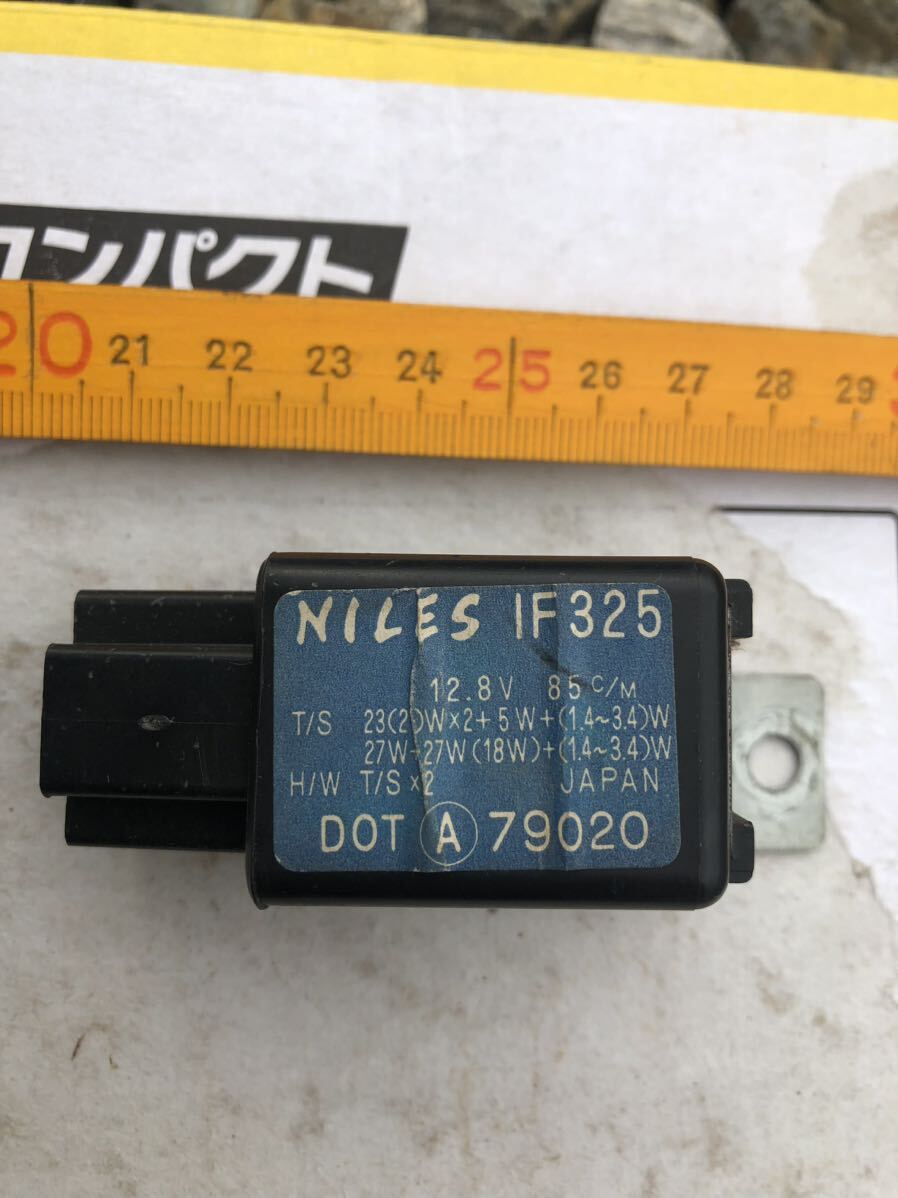 コンパクト
20 21 22 23 24 25 26 27 28 29
NILES IF325
12.8V 85 C/M
T/S 23(2)W×2+5W+(1.4~3.4)W
27W+27W(18W)+(1.4~3.4)W
H/W T/S×2 JAPAN
DOT A 79020